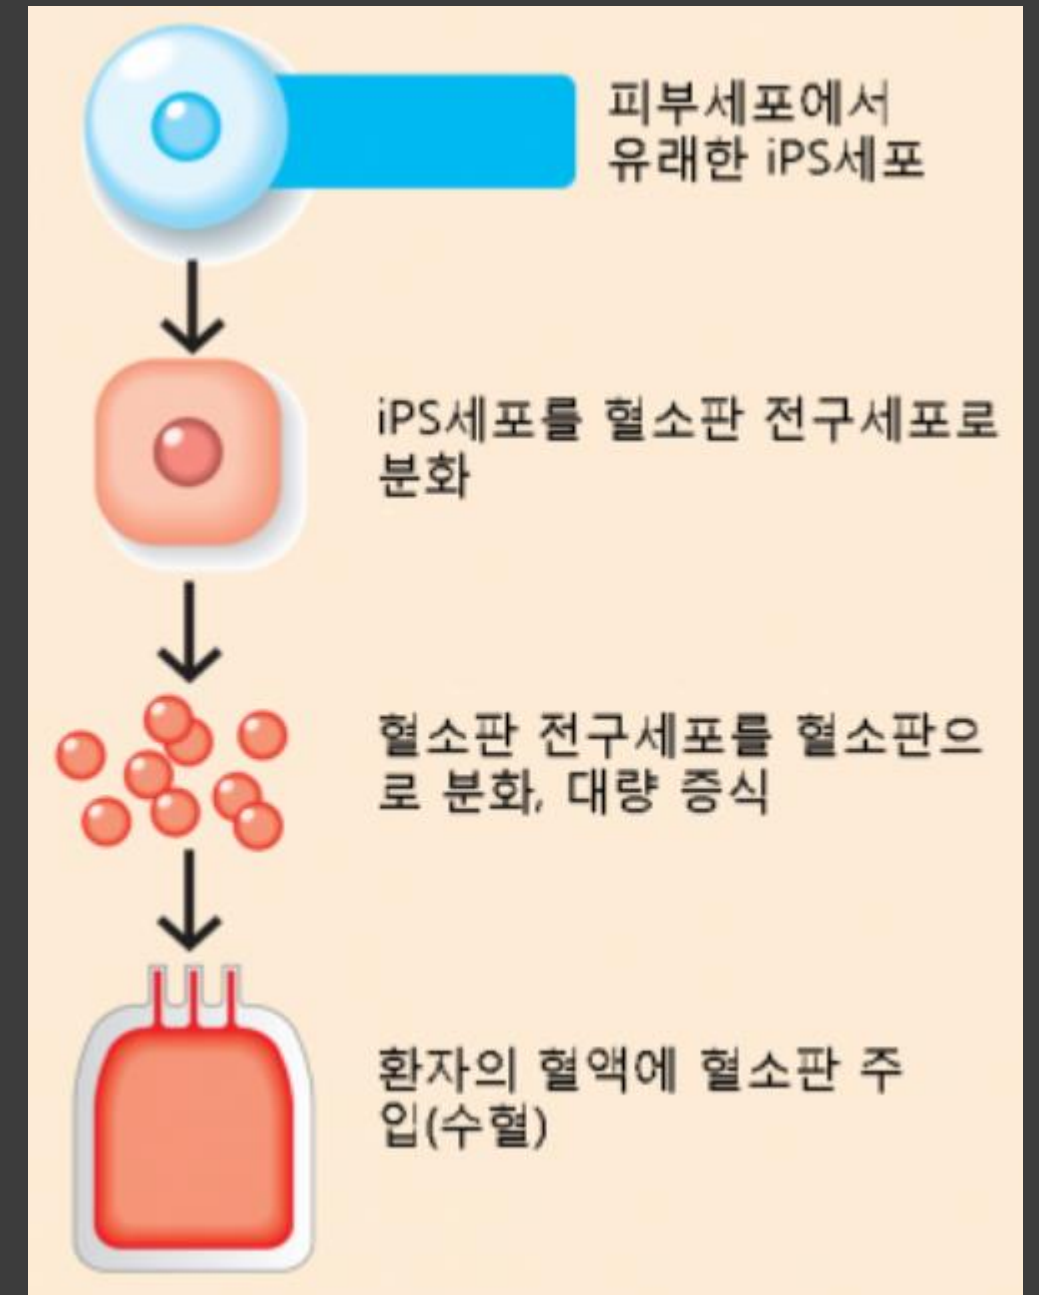 피부세포에서
유래한 iPS세포
iPS세포를 혈소판 전구세포로
분화
혈소판 전구세포를 혈소판으
로 분화, 대량 증식
환자의 혈액에 혈소판 주
입(수혈)